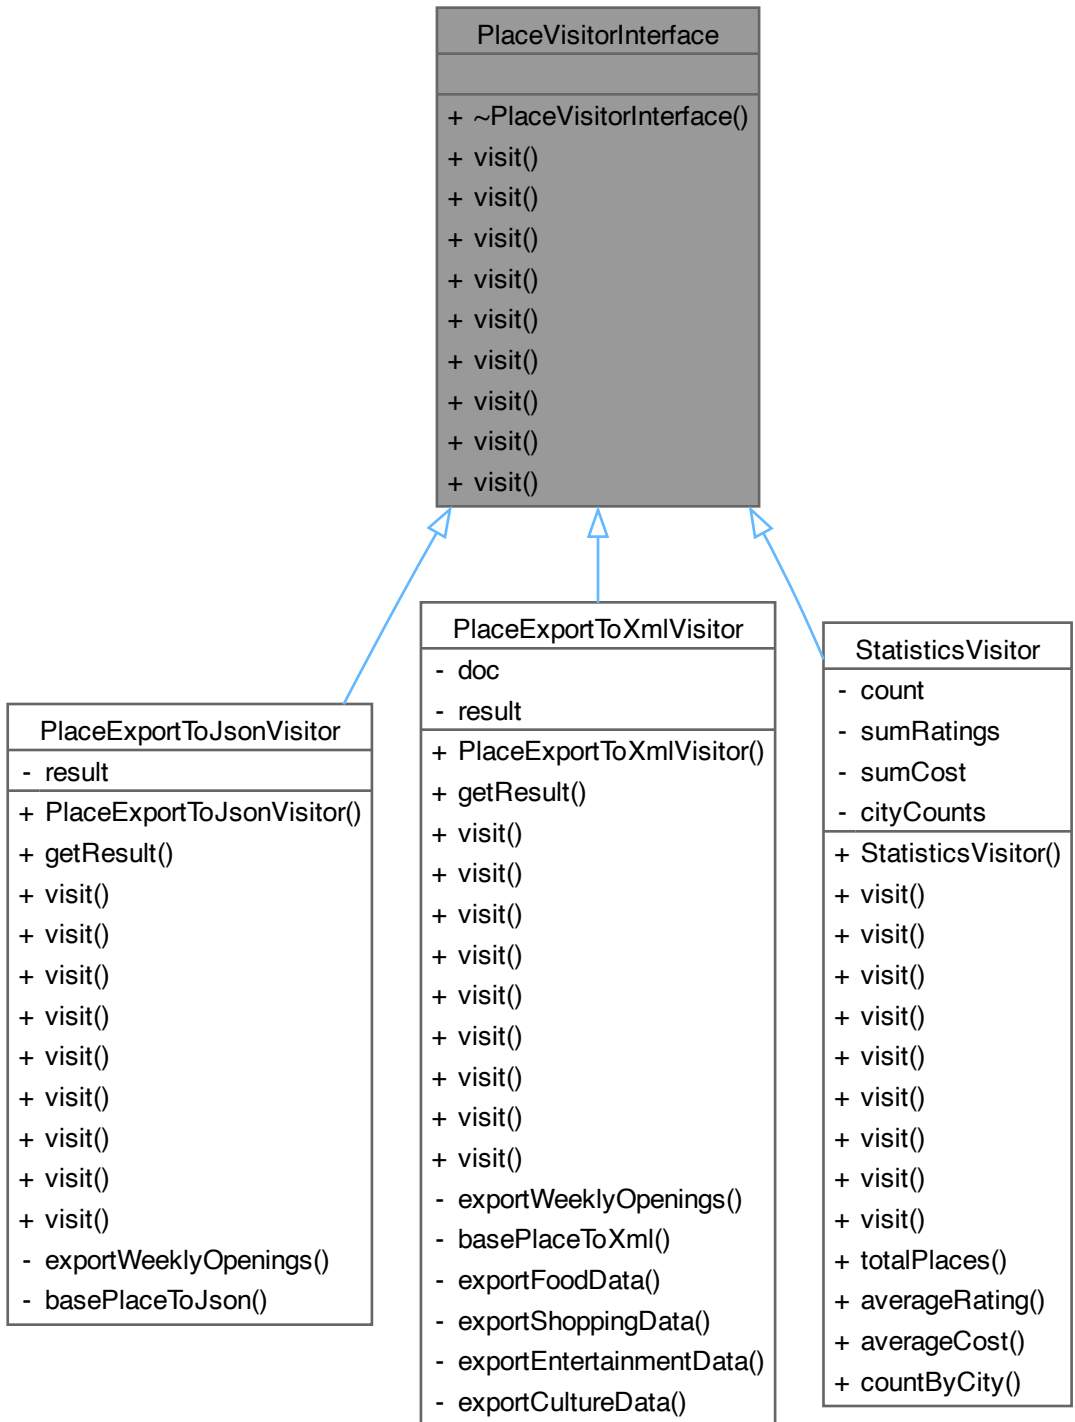 PlaceVisitorInterface
+ ~PlaceVisitorInterface()
+ visit()
+ visit()
+ visit()
+ visit()
+ visit()
+ visit()
+ visit()
+ visit()
+ visit()
PlaceExportToJsonVisitor
- result
+ PlaceExportToJsonVisitor()
+ getResult()
+ visit()
+ visit()
+ visit()
+ visit()
+ visit()
+ visit()
+ visit()
+ visit()
+ visit()
- exportWeeklyOpenings()
- basePlaceToJson()
PlaceExportToXmlVisitor
- doc
- result
+ PlaceExportToXmlVisitor()
+ getResult()
+ visit()
+ visit()
+ visit()
+ visit()
+ visit()
+ visit()
+ visit()
+ visit()
+ visit()
- exportWeeklyOpenings()
- basePlaceToXml()
- exportFoodData()
- exportShoppingData()
- exportEntertainmentData()
- exportCultureData()
StatisticsVisitor
- count
- sumRatings
- sumCost
- cityCounts
+ StatisticsVisitor()
+ visit()
+ visit()
+ visit()
+ visit()
+ visit()
+ visit()
+ visit()
+ visit()
+ visit()
+ totalPlaces()
+ averageRating()
+ averageCost()
+ countByCity()